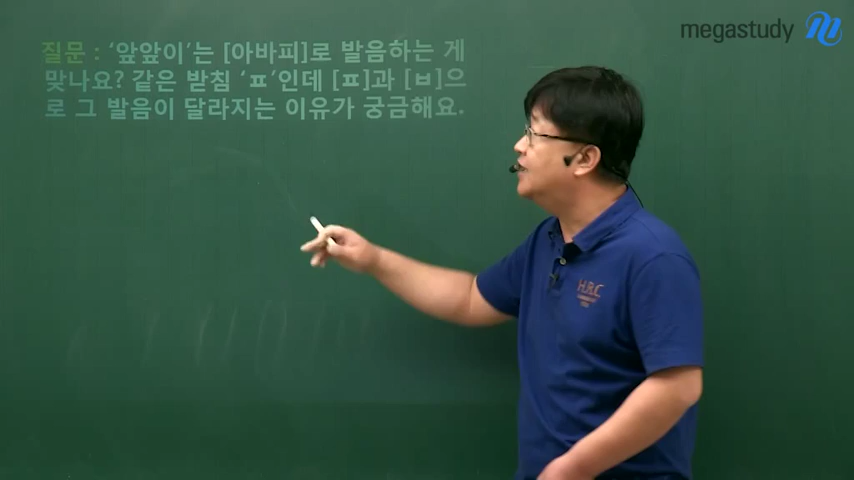 megastudy
질문 : ‘앞앞이’는 [아바피]로 발음하는 게
맞나요? 같은 받침 ‘ㅍ’인데 [ㅍ]과 [ㅂ]으
로 그 발음이 달라지는 이유가 궁금해요.
H.R.C